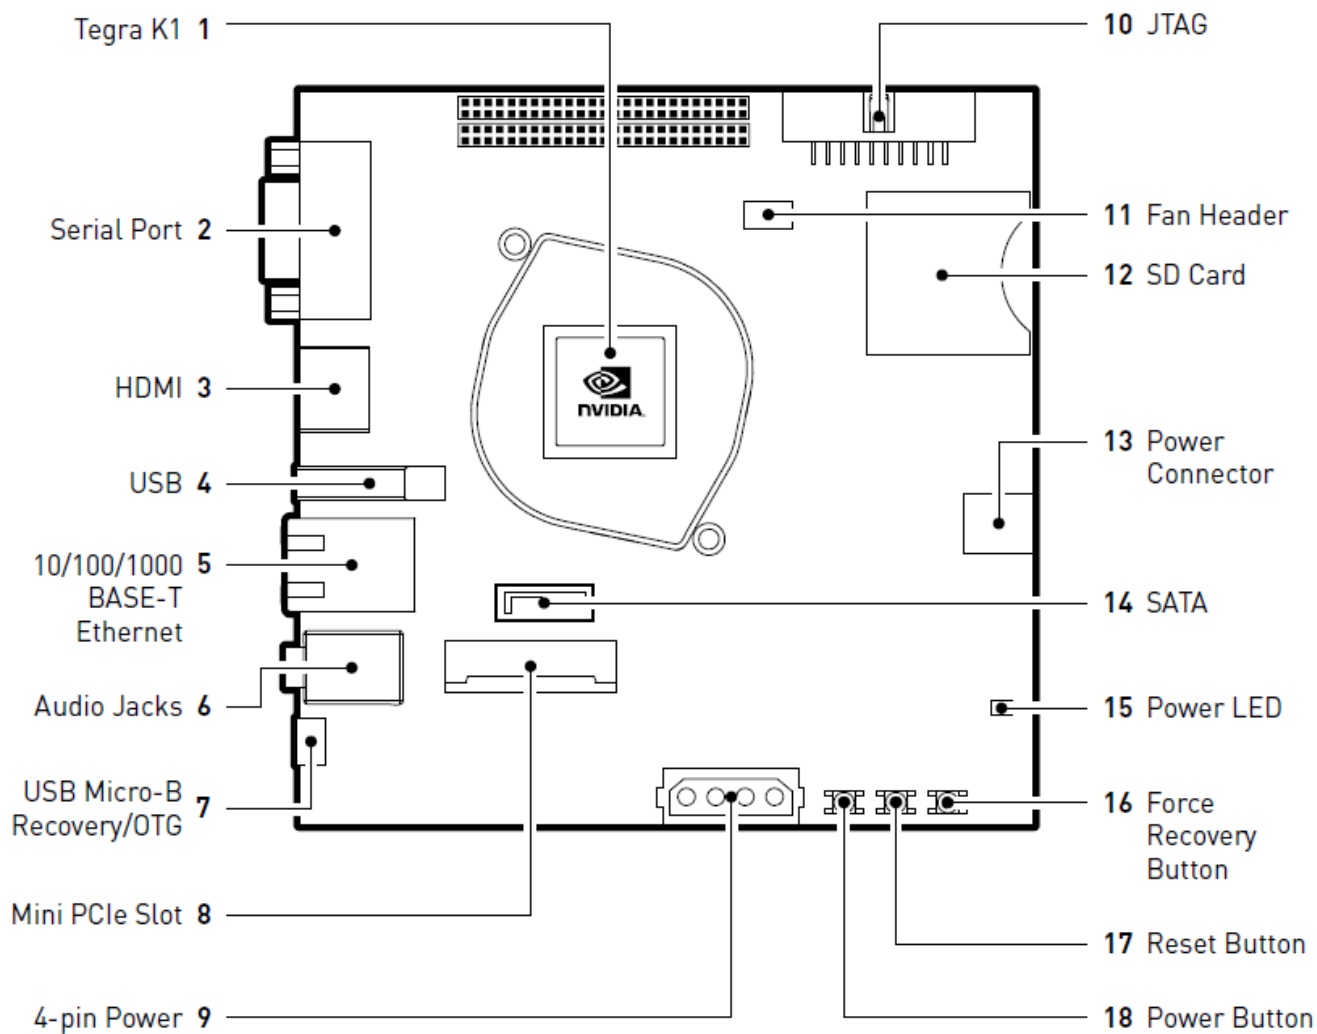 Tegra K1 1
Serial Port 2
HDMI 3
USB 4
10/100/1000 5
BASE-T
Ethernet
Audio Jacks 6
USB Micro-B 7
Recovery/OTG
Mini PCIe Slot 8
4-pin Power 9
NVIDIA.
10 JTAG
11 Fan Header
12 SD Card
13 Power
Connector
14 SATA
15 Power LED
16 Force
Recovery
Button
17 Reset Button
18 Power Button